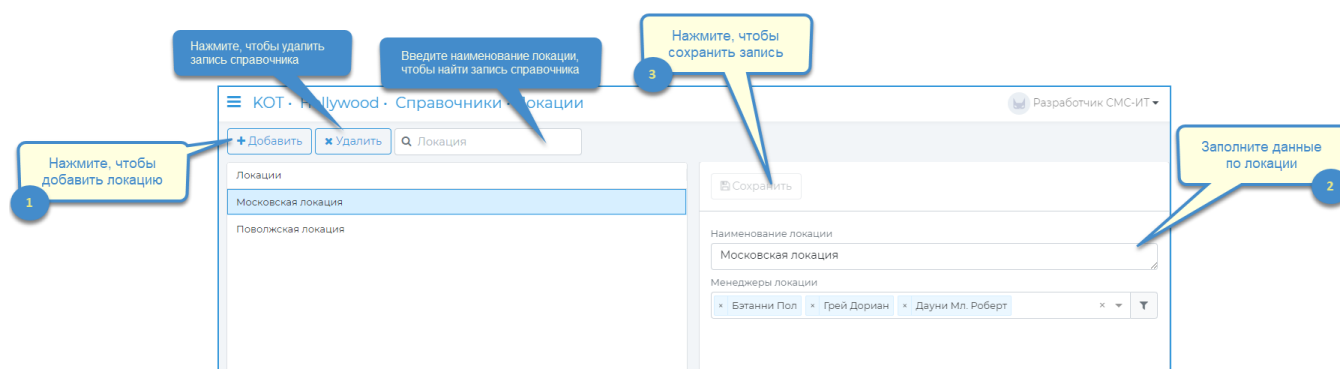 Нажмите, чтобы удалить
запись справочника
Введите наименование локации,
чтобы найти запись справочника
Нажмите, чтобы
сохранить запись
3
КОТ · Hollywood · Справочники · Локации
Разработчик СМС-ИТ
Добавить
Удалить
Локация
Нажмите, чтобы
добавить локацию
1
Заполните данные
по локации
2
Локации
Московская локация
Поволжская локация
Сохранить
Наименование локации
Московская локация
Менеджеры локации
× Бэтанни Пол × Грей Дориан × Дауни Мл. Роберт ×